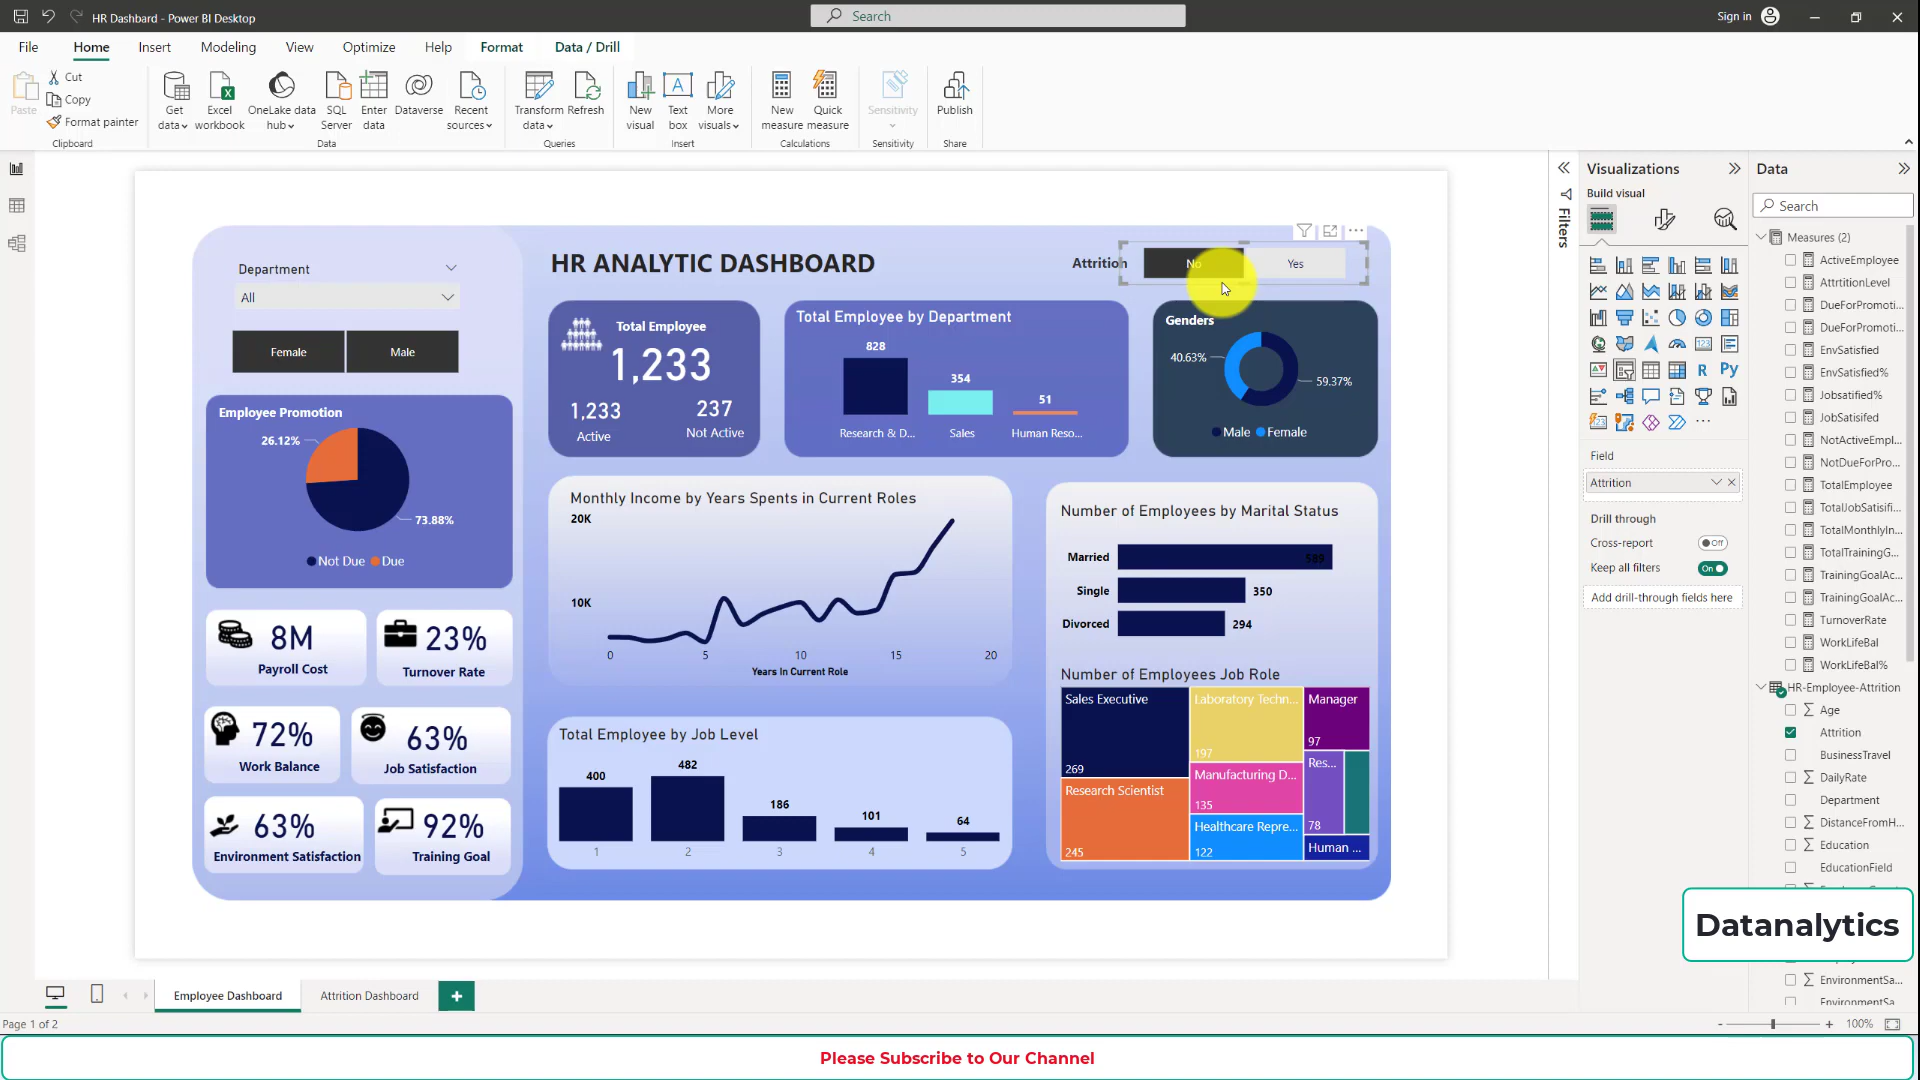 HR Dashbard - Power BI Desktop
Search
Sign in
File
Home
Insert
Modeling
View
Optimize
Help
Format
Data / Drill
Paste
Cut
Copy
Format painter
Clipboard
Get data
Excel workbook
OneLake data hub
SQL Server
Enter data
Dataverse
Recent sources
Data
Transform data
Refresh
Queries
New visual
Text box
More visuals
Insert
New measure
Quick measure
Calculations
Sensitivity
Sensitivity
Publish
Share
Department
All
Female
Male
HR ANALYTIC DASHBOARD
Attrition
No
Yes
Employee Promotion
26.12%
73.88%
Not Due
Due
8M
Payroll Cost
23%
Turnover Rate
72%
Work Balance
63%
Job Satisfaction
63%
Environment Satisfaction
92%
Training Goal
Total Employee
1,233
1,233
Active
237
Not Active
Total Employee by Department
828
354
51
Research & D...
Sales
Human Reso...
Genders
40.63%
59.37%
Male
Female
Monthly Income by Years Spents in Current Roles
20K
10K
0 5 10 15 20
Years In Current Role
Total Employee by Job Level
400
482
186
101
64
1 2 3 4 5
Number of Employees by Marital Status
Married
589
Single
350
Divorced
294
Number of Employees Job Role
Sales Executive
269
Research Scientist
245
Laboratory Techn...
197
Manufacturing D...
135
Healthcare Repre...
122
Manager
97
Res...
78
Human ...
Filters
Visualizations
Build visual
R
Py
Field
Attrition
Drill through
Cross-report
Off
Keep all filters
On
Add drill-through fields here
Data
Search
Measures (2)
ActiveEmployee
AttrtitionLevel
DueForPromoti...
DueForPromoti...
EnvSatisfied
EnvSatisfied%
Jobsatisfied%
JobSatisifed
NotActiveEmpl...
NotDueForPro...
TotalEmployee
TotalJobSatisifi...
TotalMonthlyIn...
TotalTrainingG...
TrainingGoalAc...
TrainingGoalAc...
TurnoverRate
WorkLifeBal
WorkLifeBal%
HR-Employee-Attrition
Age
Attrition
BusinessTravel
DailyRate
Department
DistanceFromH...
Education
EducationField
EnvironmentSa...
EnvironmentSa...
Datanalytics
Employee Dashboard
Attrition Dashboard
Page 1 of 2
100%
Please Subscribe to Our Channel